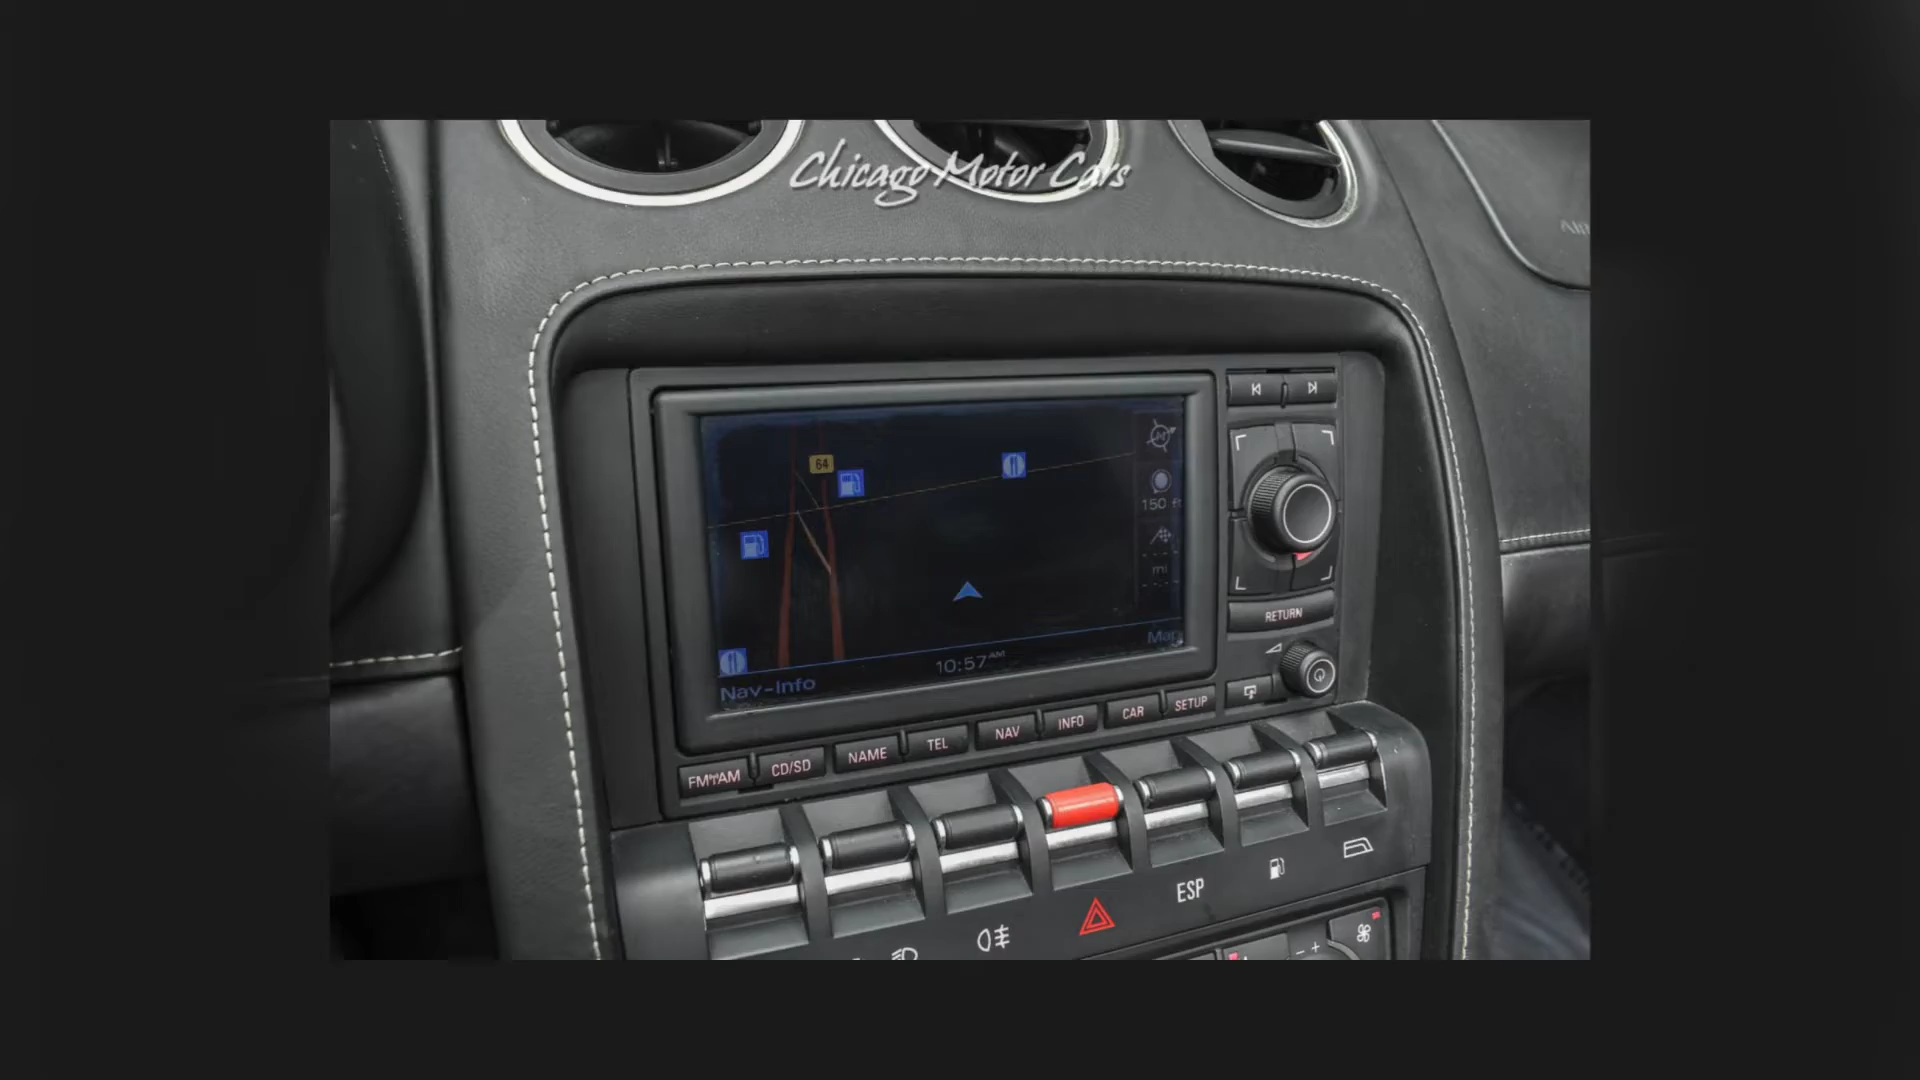 Chicago Motor Cars
64
150 ft
mi
Map
10:57 AM
Nav-Info
RETURN
FM/AM
CD/SD
NAME
TEL
NAV
INFO
CAR
SETUP
ESP